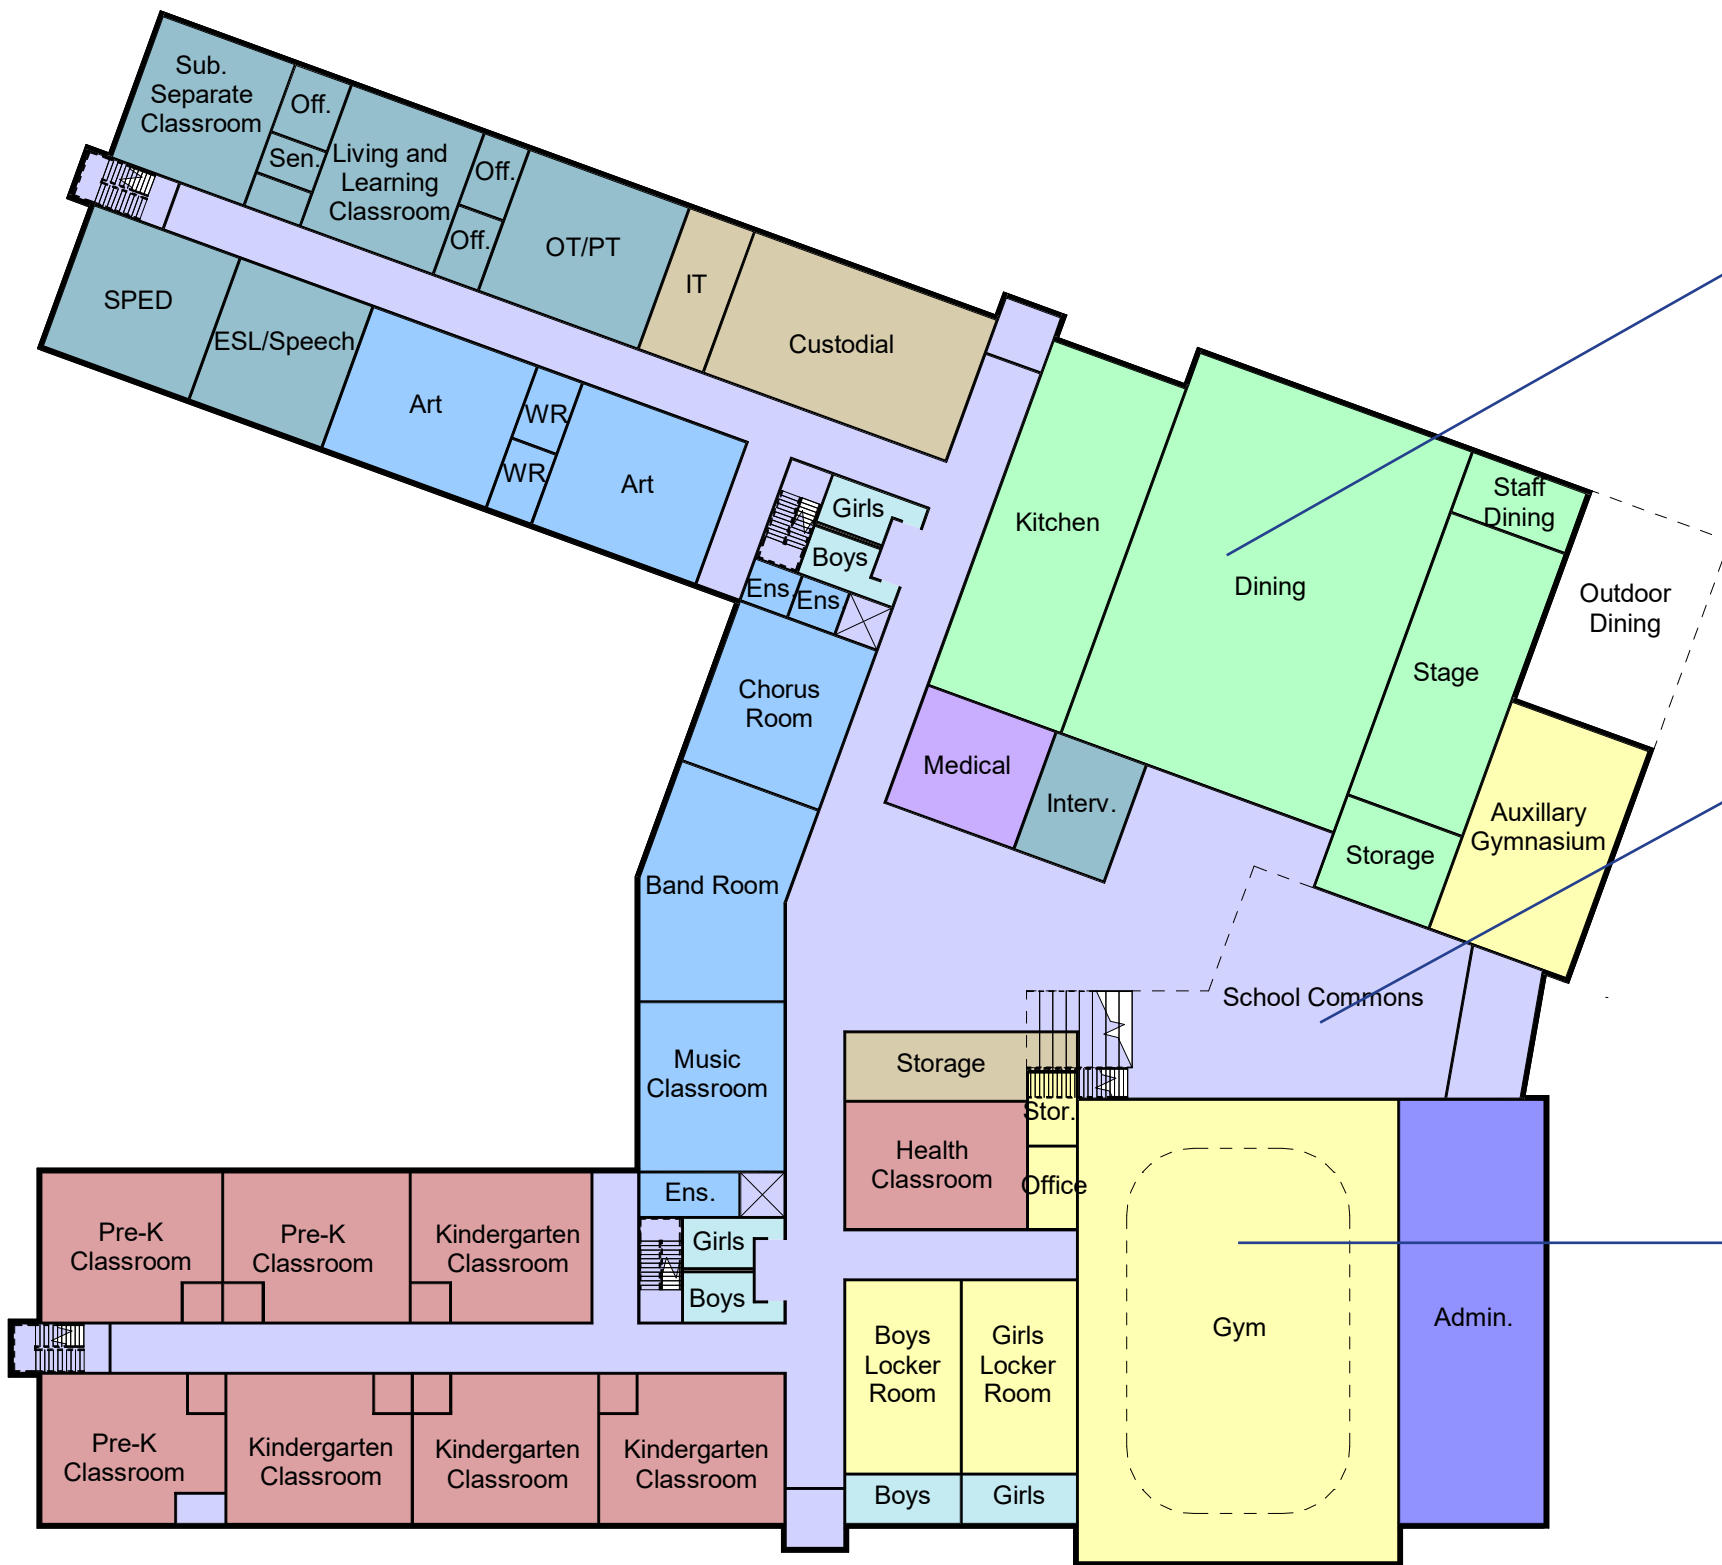 Sub.
Separate
Classroom
Off.
Sen.
Living and
Learning
Classroom
Off.
Off.
OT/PT
IT
Custodial
SPED
ESL/Speech
Art
WR
WR
Art
Girls
Boys
Ens.
Ens.
Kitchen
Dining
Staff
Dining
Outdoor
Dining
Stage
Chorus
Room
Medical
Interv.
Auxillary
Gymnasium
Storage
Band Room
School Commons
Music
Classroom
Storage
Stor.
Health
Classroom
Office
Ens.
Girls
Boys
Pre-K
Classroom
Pre-K
Classroom
Kindergarten
Classroom
Boys
Locker
Room
Girls
Locker
Room
Gym
Admin.
Pre-K
Classroom
Kindergarten
Classroom
Kindergarten
Classroom
Kindergarten
Classroom
Boys
Girls